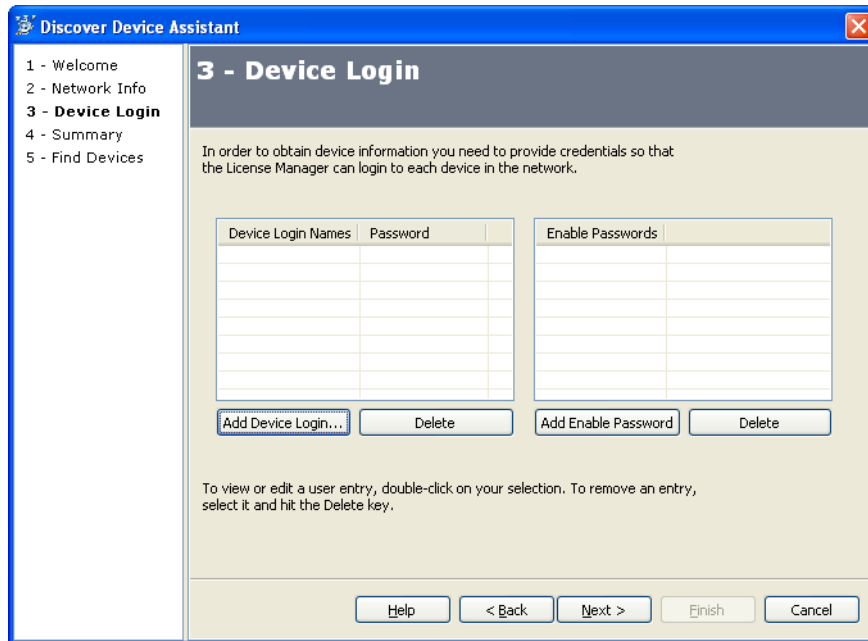 Discover Device Assistant
1 - Welcome
2 - Network Info
3 - Device Login
4 - Summary
5 - Find Devices
3 - Device Login
In order to obtain device information you need to provide credentials so that
the License Manager can login to each device in the network.
Device Login Names Password
Enable Passwords
Add Device Login... Delete
Add Enable Password Delete
To view or edit a user entry, double-click on your selection. To remove an entry,
select it and hit the Delete key.
Help < Back Next > Finish Cancel